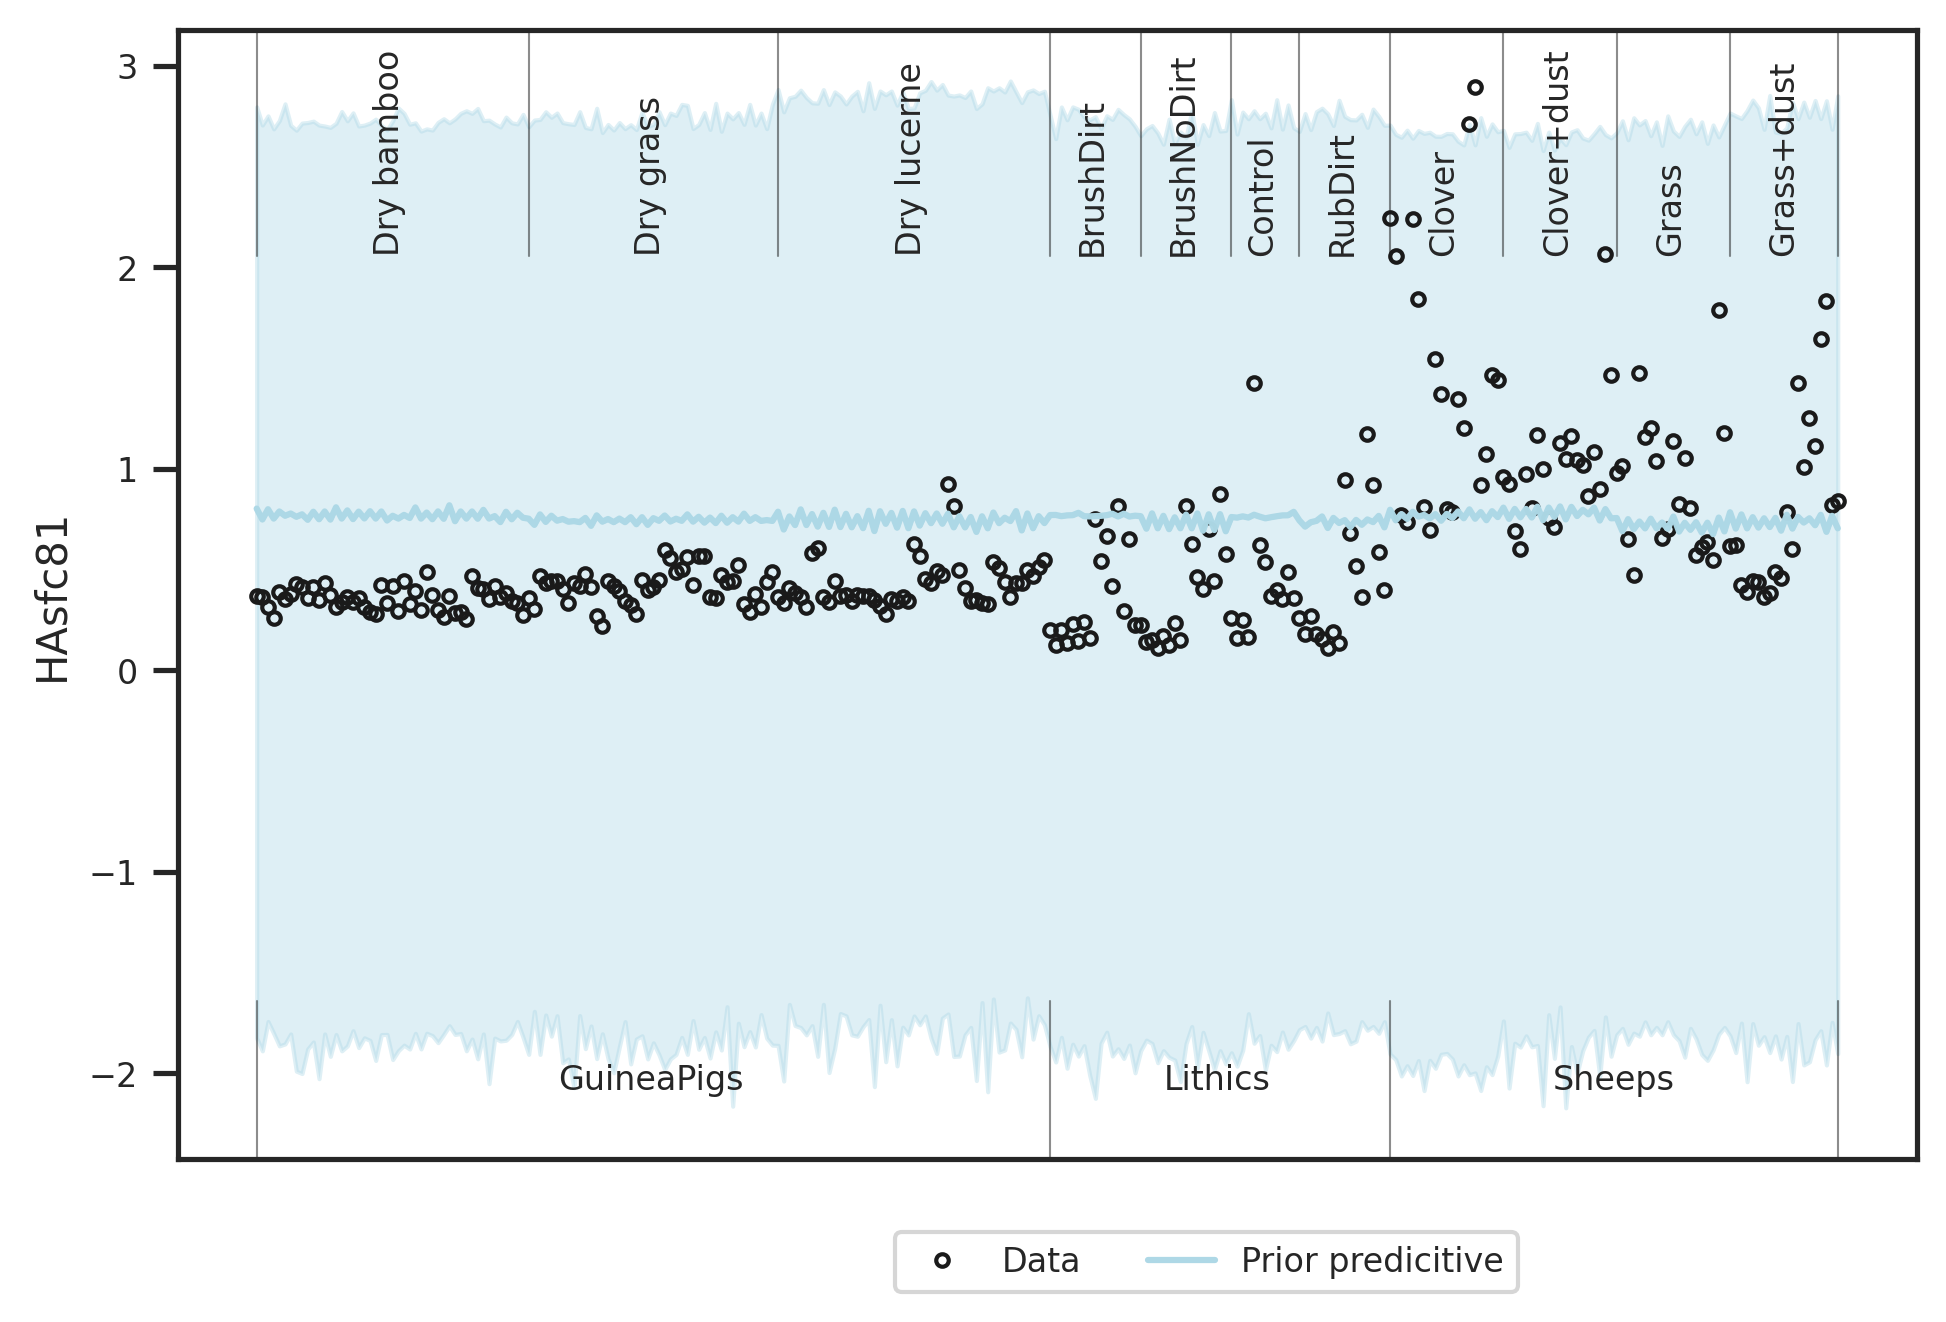 3
2
1
0
−1
−2
HAsfc81
Dry bamboo
Dry grass
Dry lucerne
BrushDirt
BrushNoDirt
Control
RubDirt
Clover
Clover+dust
Grass
Grass+dust
GuineaPigs
Lithics
Sheeps
Data
Prior predicitive